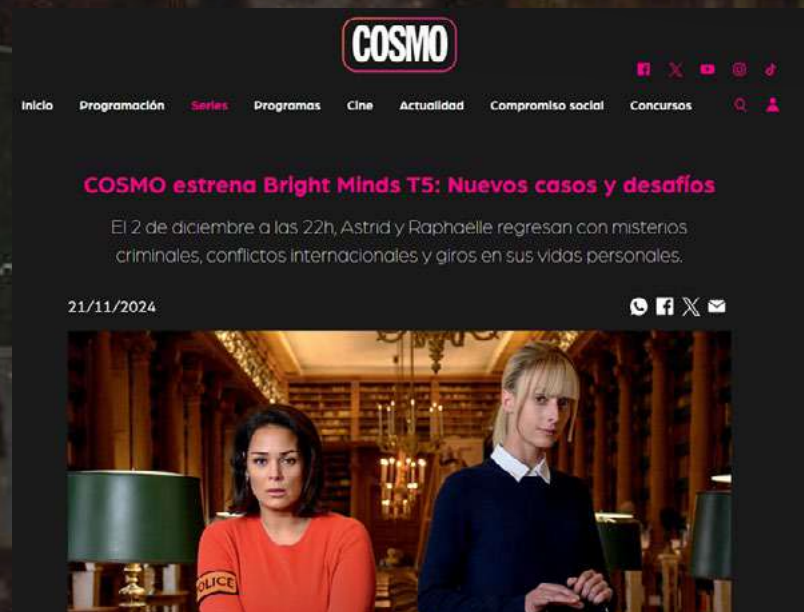 COSMO
Inicio Programación Series Programas Cine Actualidad Compromiso social Concursos
COSMO estrena Bright Minds T5: Nuevos casos y desafíos
El 2 de diciembre a las 22h, Astrid y Raphaëlle regresan con misterios
criminales, conflictos internacionales y giros en sus vidas personales.
21/11/2024
OLICE